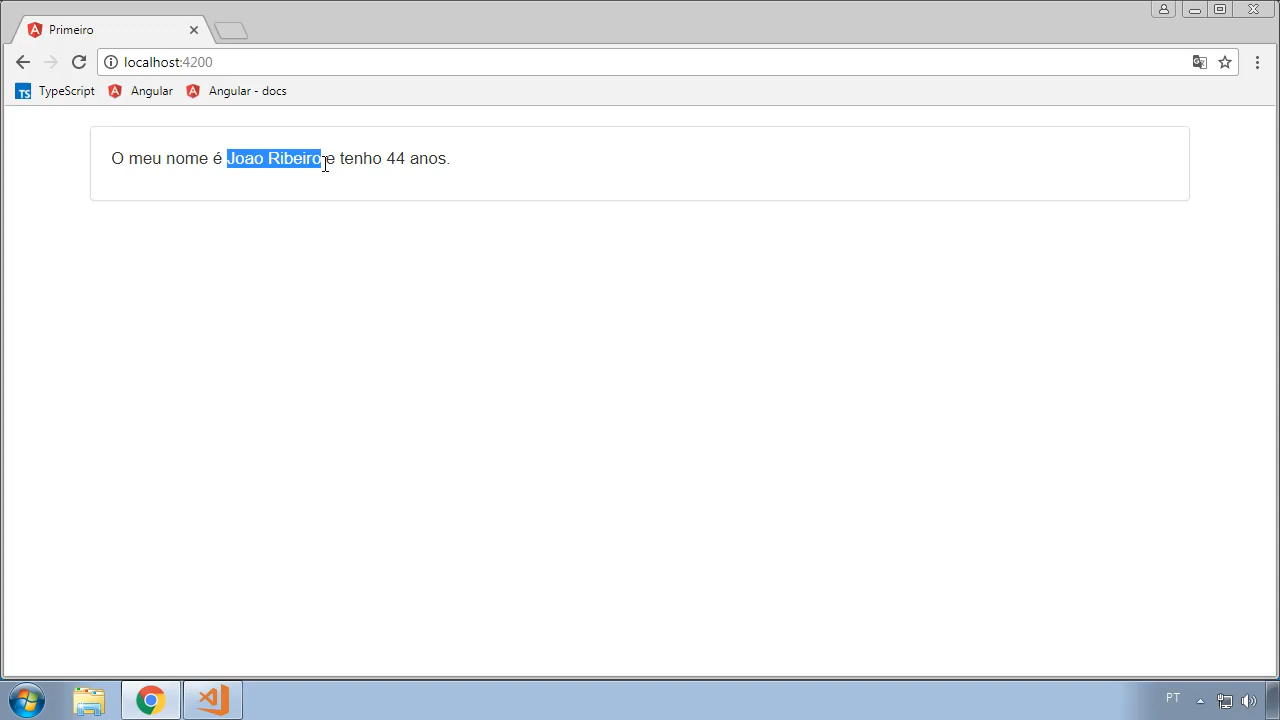 Primeiro
localhost:4200
TypeScript Angular Angular - docs
O meu nome é Joao Ribeiro e tenho 44 anos.
PT